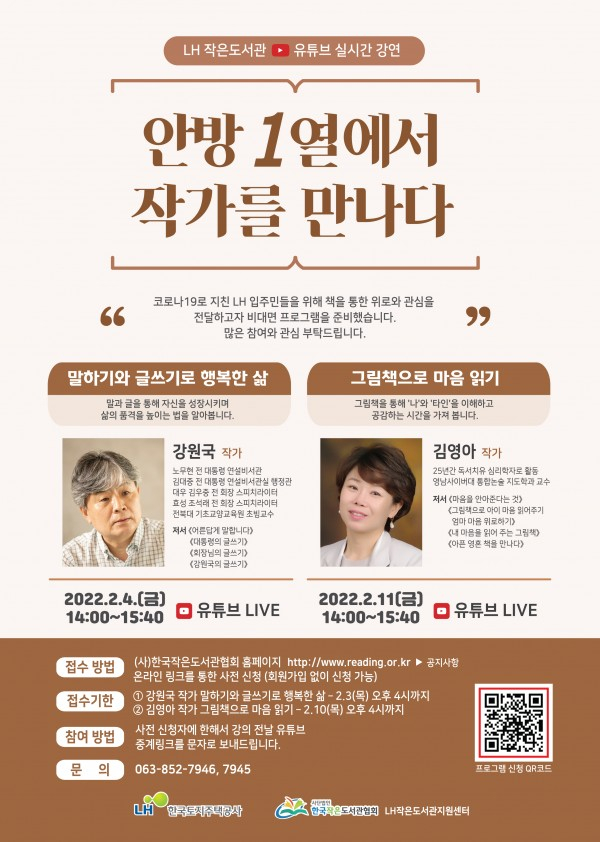 LH 작은도서관 유튜브 실시간 강연
안방 1열에서
작가를 만나다
“ 코로나19로 지친 LH 입주민들을 위해 책을 통한 위로와 관심을
전달하고자 비대면 프로그램을 준비했습니다.
많은 참여와 관심 부탁드립니다. ”
말하기와 글쓰기로 행복한 삶
말과 글을 통해 자신을 성장시키며
삶의 품격을 높이는 법을 알아봅니다.
강원국 작가
노무현 전 대통령 연설비서관
김대중 전 대통령 연설비서관실 행정관
대우 김우중 전 회장 스피치라이터
효성 조석래 전 회장 스피치라이터
전북대 기초교양교육원 초빙교수
저서 《어른답게 말합니다》
《대통령의 글쓰기》
《회장님의 글쓰기》
《강원국의 글쓰기》
2022.2.4.(금)
14:00~15:40
유튜브 LIVE
그림책으로 마음 읽기
그림책을 통해 '나'와 '타인'을 이해하고
공감하는 시간을 가져 봅니다.
김영아 작가
25년간 독서치유 심리학자로 활동
영남사이버대 통합논술 지도학과 교수
저서 《마음을 안아준다는 것》
《그림책으로 아이 마음 읽어주기
엄마 마음 위로하기》
《내 마음을 읽어 주는 그림책》
《아픈 영혼 책을 만나다》
2022.2.11(금)
14:00~15:40
유튜브 LIVE
접수 방법 (사)한국작은도서관협회 홈페이지 http://www.reading.or.kr ▶ 공지사항
온라인 링크를 통한 사전 신청 (회원가입 없이 신청 가능)
접수기한 ① 강원국 작가 말하기와 글쓰기로 행복한 삶 – 2.3(목) 오후 4시까지
② 김영아 작가 그림책으로 마음 읽기 – 2.10(목) 오후 4시까지
참여 방법 사전 신청자에 한해서 강의 전날 유튜브
중계링크를 문자로 보내드립니다.
문 의 063-852-7946, 7945
프로그램 신청 QR코드
LH 한국토지주택공사
사단법인
한국작은도서관협회 LH작은도서관지원센터